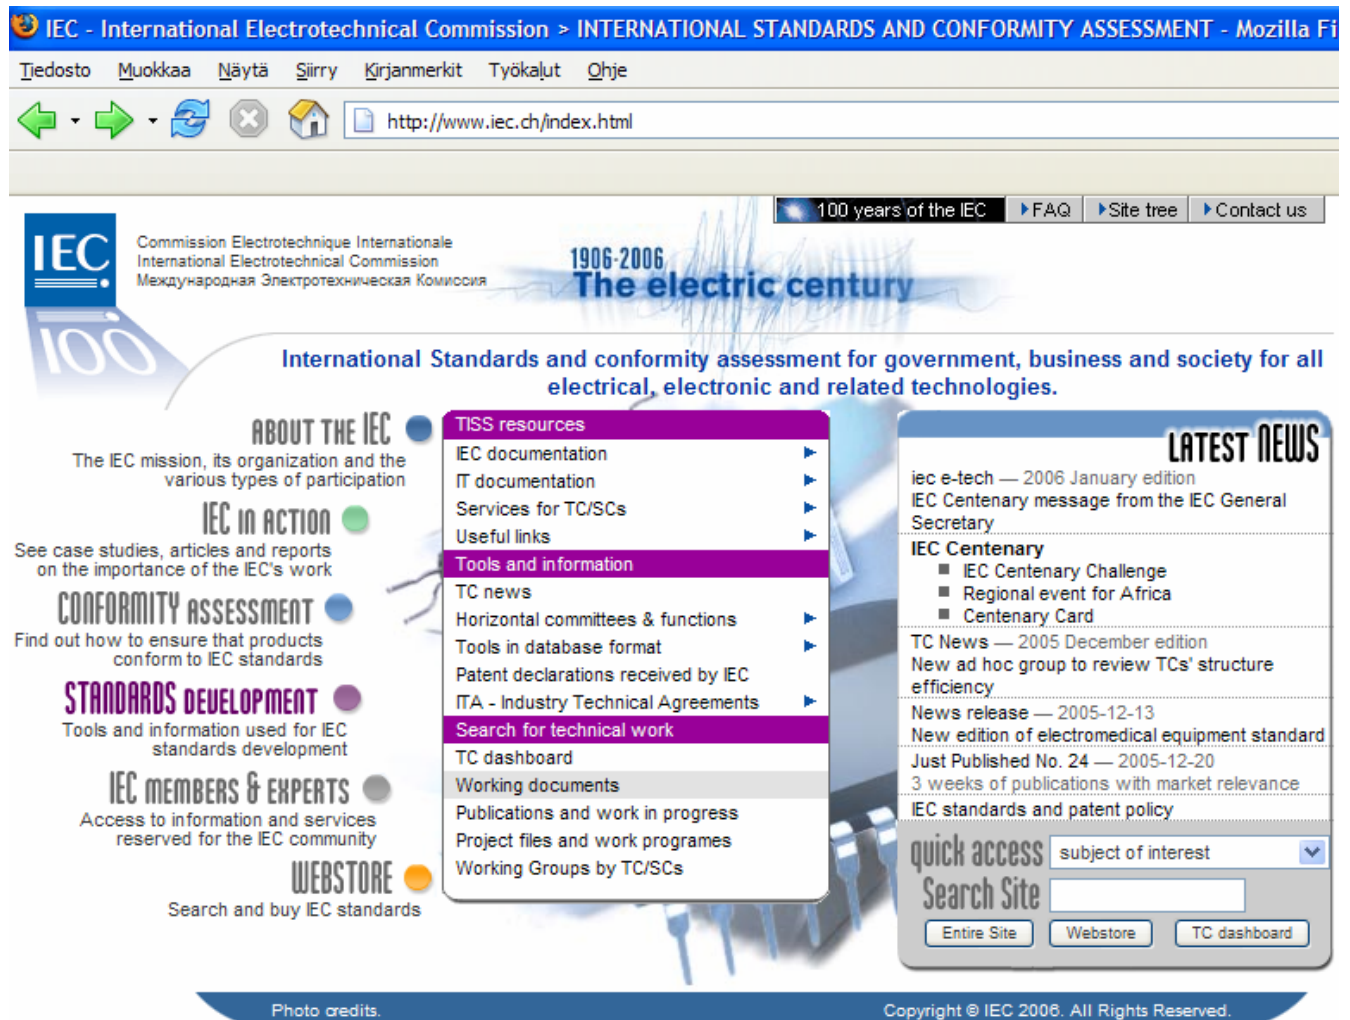 IEC - International Electrotechnical Commission > INTERNATIONAL STANDARDS AND CONFORMITY ASSESSMENT - Mozilla Fi
Tiedosto Muokkaa Näytä Siirry Kirjanmerkit Työkalut Ohje
http://www.iec.ch/index.html
100 years of the IEC FAQ Site tree Contact us
IEC
Commission Electrotechnique Internationale
International Electrotechnical Commission
Международная Электротехническая Комиссия
1906-2006
The electric century
100
International Standards and conformity assessment for government, business and society for all
electrical, electronic and related technologies.
ABOUT THE IEC
The IEC mission, its organization and the
various types of participation
IEC IN ACTION
See case studies, articles and reports
on the importance of the IEC's work
CONFORMITY ASSESSMENT
Find out how to ensure that products
conform to IEC standards
STANDARDS DEVELOPMENT
Tools and information used for IEC
standards development
IEC MEMBERS & EXPERTS
Access to information and services
reserved for the IEC community
WEBSTORE
Search and buy IEC standards
TISS resources
IEC documentation
IT documentation
Services for TC/SCs
Useful links
Tools and information
TC news
Horizontal committees & functions
Tools in database format
Patent declarations received by IEC
ITA - Industry Technical Agreements
Search for technical work
TC dashboard
Working documents
Publications and work in progress
Project files and work programes
Working Groups by TC/SCs
LATEST NEWS
iec e-tech — 2006 January edition
IEC Centenary message from the IEC General
Secretary
IEC Centenary
IEC Centenary Challenge
Regional event for Africa
Centenary Card
TC News — 2005 December edition
New ad hoc group to review TCs' structure
efficiency
News release — 2005-12-13
New edition of electromedical equipment standard
Just Published No. 24 — 2005-12-20
3 weeks of publications with market relevance
IEC standards and patent policy
quick access subject of interest
Search Site
Entire Site Webstore TC dashboard
Photo credits. Copyright © IEC 2006. All Rights Reserved.